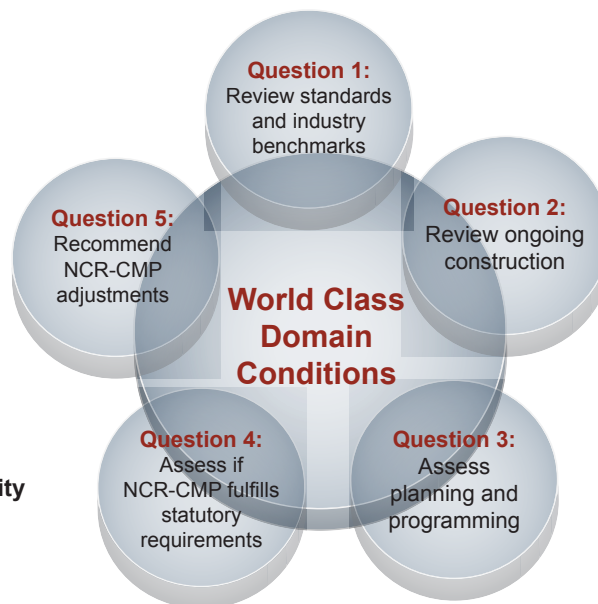 Question 1:
Review standards
and industry
benchmarks
Question 2:
Review ongoing
construction
Question 5:
Recommend
NCR-CMP
adjustments
World Class
Domain
Conditions
Question 3:
Assess
planning and
programming
Question 4:
Assess if
NCR-CMP fulfills
statutory
requirements
ity